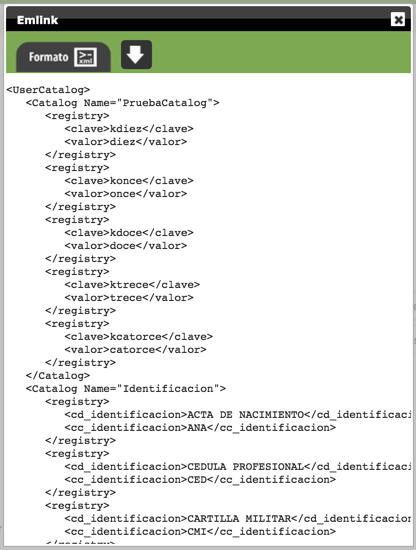 Emlink
Formato >- xml
<UserCatalog>
   <Catalog Name="PruebaCatalog">
      <registry>
         <clave>kdiez</clave>
         <valor>diez</valor>
      </registry>
      <registry>
         <clave>konce</clave>
         <valor>once</valor>
      </registry>
      <registry>
         <clave>kdoce</clave>
         <valor>doce</valor>
      </registry>
      <registry>
         <clave>ktrece</clave>
         <valor>trece</valor>
      </registry>
      <registry>
         <clave>kcatorce</clave>
         <valor>catorce</valor>
      </registry>
   </Catalog>
   <Catalog Name="Identificacion">
      <registry>
         <cd_identificacion>ACTA DE NACIMIENTO</cd_identificaci
         <cc_identificacion>ANA</cc_identificacion>
      </registry>
      <registry>
         <cd_identificacion>CEDULA PROFESIONAL</cd_identificaci
         <cc_identificacion>CED</cc_identificacion>
      </registry>
      <registry>
         <cd_identificacion>CARTILLA MILITAR</cd_identificacion
         <cc_identificacion>CMI</cc_identificacion>
      </registry>